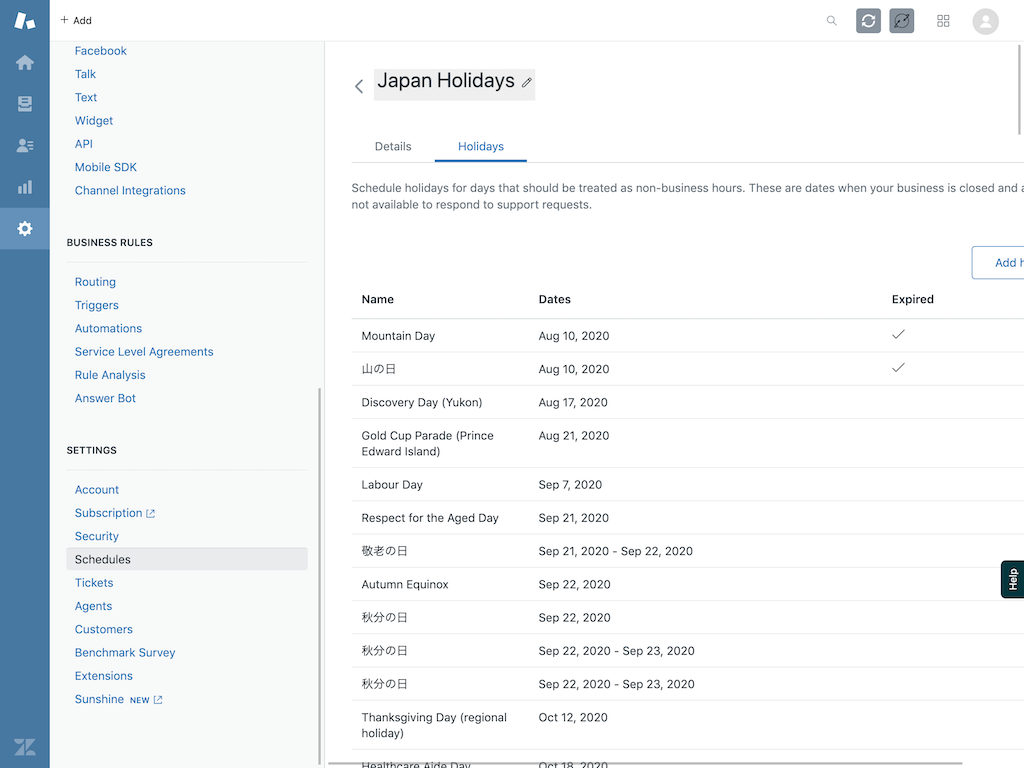 + Add
Facebook
Talk
Text
Widget
API
Mobile SDK
Channel Integrations
BUSINESS RULES
Routing
Triggers
Automations
Service Level Agreements
Rule Analysis
Answer Bot
SETTINGS
Account
Subscription
Security
Schedules
Tickets
Agents
Customers
Benchmark Survey
Extensions
Sunshine NEW
Japan Holidays
Details Holidays
Schedule holidays for days that should be treated as non-business hours. These are dates when your business is closed and a
not available to respond to support requests.
Add h
Name Dates Expired
Mountain Day Aug 10, 2020
山の日 Aug 10, 2020
Discovery Day (Yukon) Aug 17, 2020
Gold Cup Parade (Prince Aug 21, 2020
Edward Island)
Labour Day Sep 7, 2020
Respect for the Aged Day Sep 21, 2020
敬老の日 Sep 21, 2020 - Sep 22, 2020
Autumn Equinox Sep 22, 2020
秋分の日 Sep 22, 2020
秋分の日 Sep 22, 2020 - Sep 23, 2020
秋分の日 Sep 22, 2020 - Sep 23, 2020
Thanksgiving Day (regional Oct 12, 2020
holiday)
Healthcare Aide Day Oct 18, 2020
Help